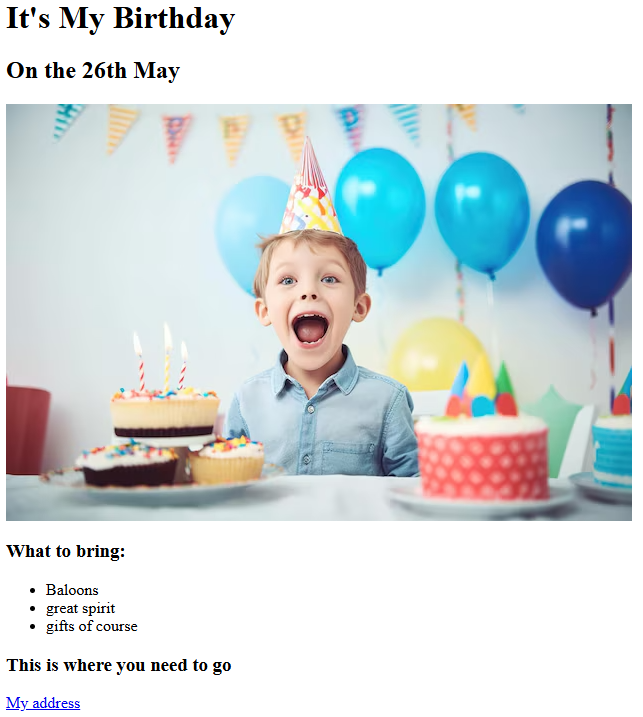 It's My Birthday
On the 26th May
What to bring:
Baloons
great spirit
gifts of course
This is where you need to go
My address